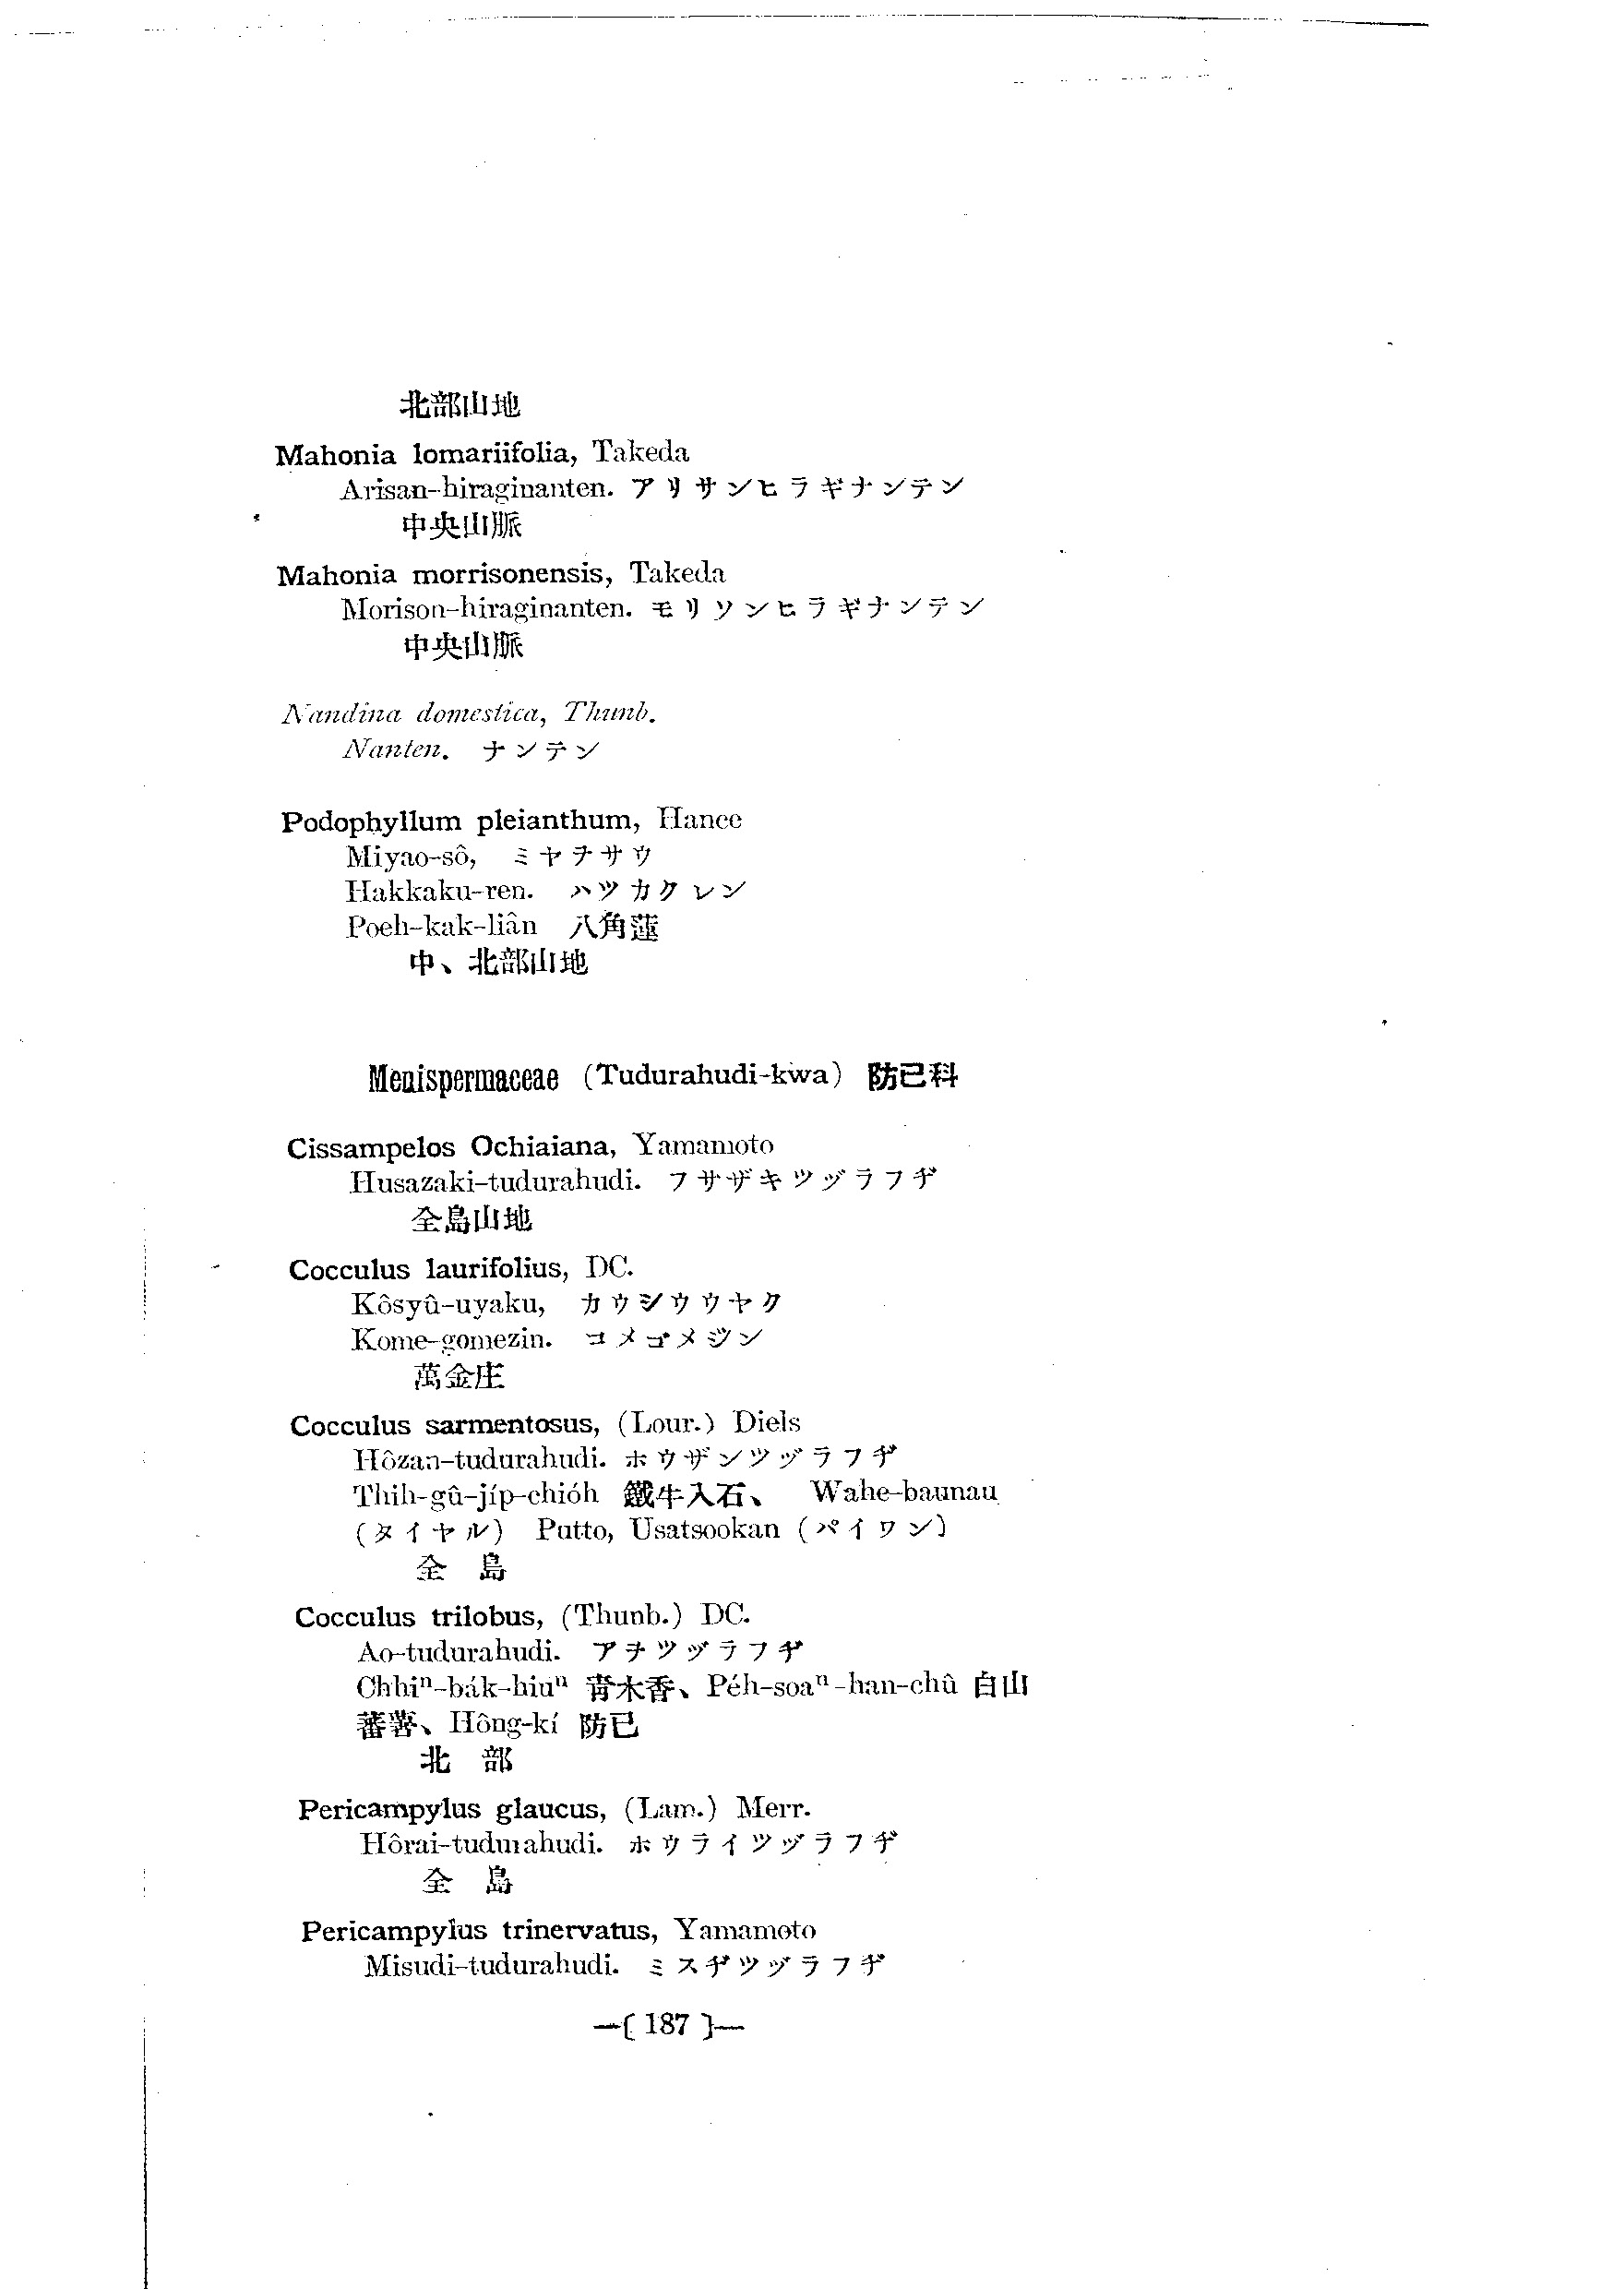 北部山地
Mahonia lomariifolia, Takeda
Arisan-hiraginanten. アリサンヒラギナンテン
中央山脈
Mahonia morrisonensis, Takeda
Morison-hiraginanten. モリソンヒラギナンテン
中央山脈
Nandina domestica, Thunb.
Nanten. ナンテン
Podophyllum pleianthum, Hance
Miyao-sô, ミヤヲサウ
Hakkaku-ren. ハツカクレン
Poeh-kak-liân 八角蓮
中、北部山地
Menispermaceae (Tudurahudi-kwa) 防已科
Cissampelos Ochiaiana, Yamamoto
Husazaki-tudurahudi. フサザキツヅラフヂ
全島山地
Cocculus laurifolius, DC.
Kôsyû-uyaku, カウシウウヤク
Kome-gomezin. コメゴメジン
萬金庄
Cocculus sarmentosus, (Lour.) Diels
Hôzan-tudurahudi. ホウザンツヅラフヂ
Thih-gû-jíp-chióh 鐵牛入石、 Wahe-baunau
(タイヤル) Putto, Usatsookan (パイワン)
全 島
Cocculus trilobus, (Thunb.) DC.
Ao-tudurahudi. アヲツヅラフヂ
Chhiⁿ-bák-hiuⁿ 靑木香、Péh-soaⁿ-han-chû 白山
蕃薯、Hông-kí 防已
北 部
Pericampylus glaucus, (Lam.) Merr.
Hôrai-tudurahudi. ホウライツヅラフヂ
全 島
Pericampylus trinervatus, Yamamoto
Misudi-tudurahudi. ミスヂツヅラフヂ
—( 187 )—